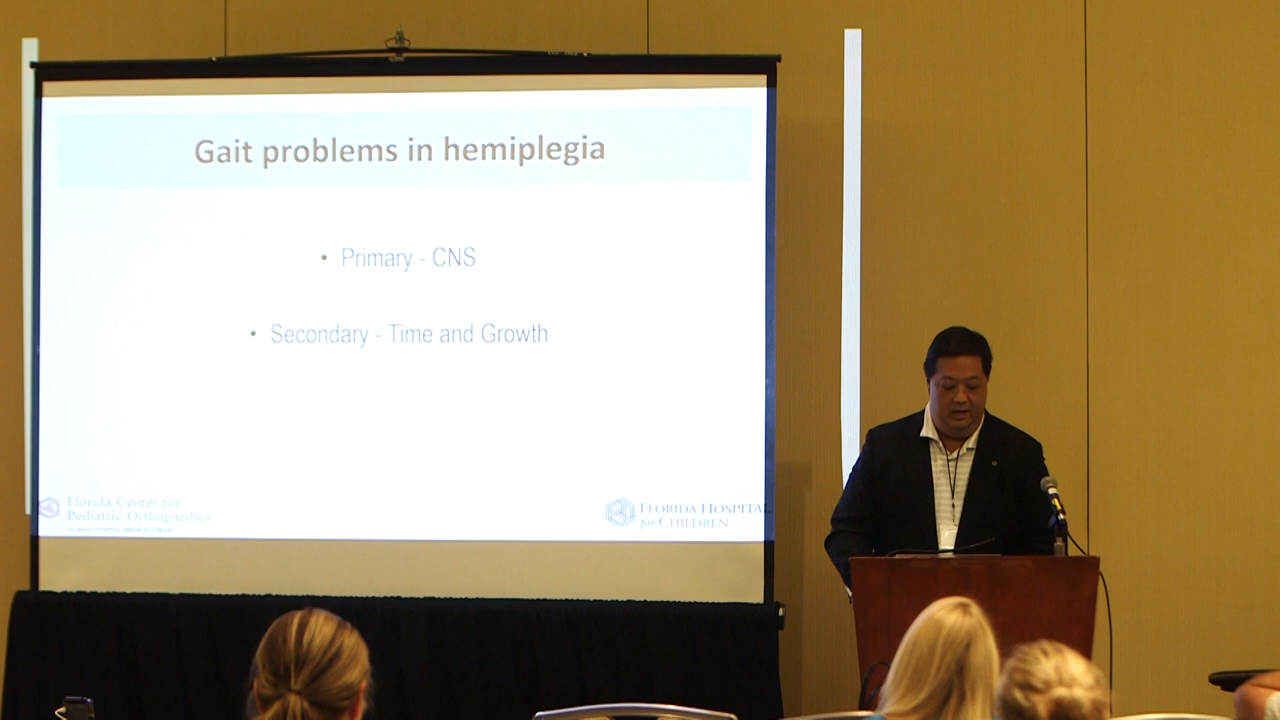 Gait problems in hemiplegia
• Primary - CNS
• Secondary - Time and Growth
Florida Center for
Pediatric Orthopaedics
FLORIDA HOSPITAL
for CHILDREN